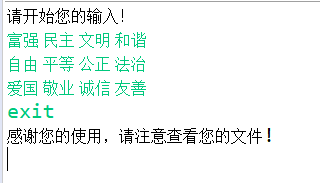 请开始您的输入!
富强 民主 文明 和谐
自由 平等 公正 法治
爱国 敬业 诚信 友善
exit
感谢您的使用，请注意查看您的文件!